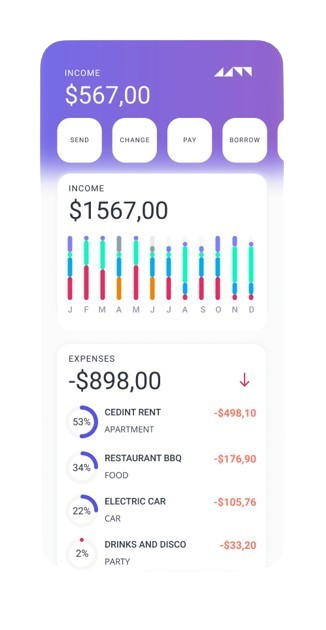 INCOME
$567,00
SEND
CHANGE
PAY
BORROW
INCOME
$1567,00
J F M A M J J A S O N D
EXPENSES
-$898,00
53%
CEDINT RENT
-$498,10
APARTMENT
34%
RESTAURANT BBQ
-$176,90
FOOD
22%
ELECTRIC CAR
-$105,76
CAR
2%
DRINKS AND DISCO
-$33,20
PARTY